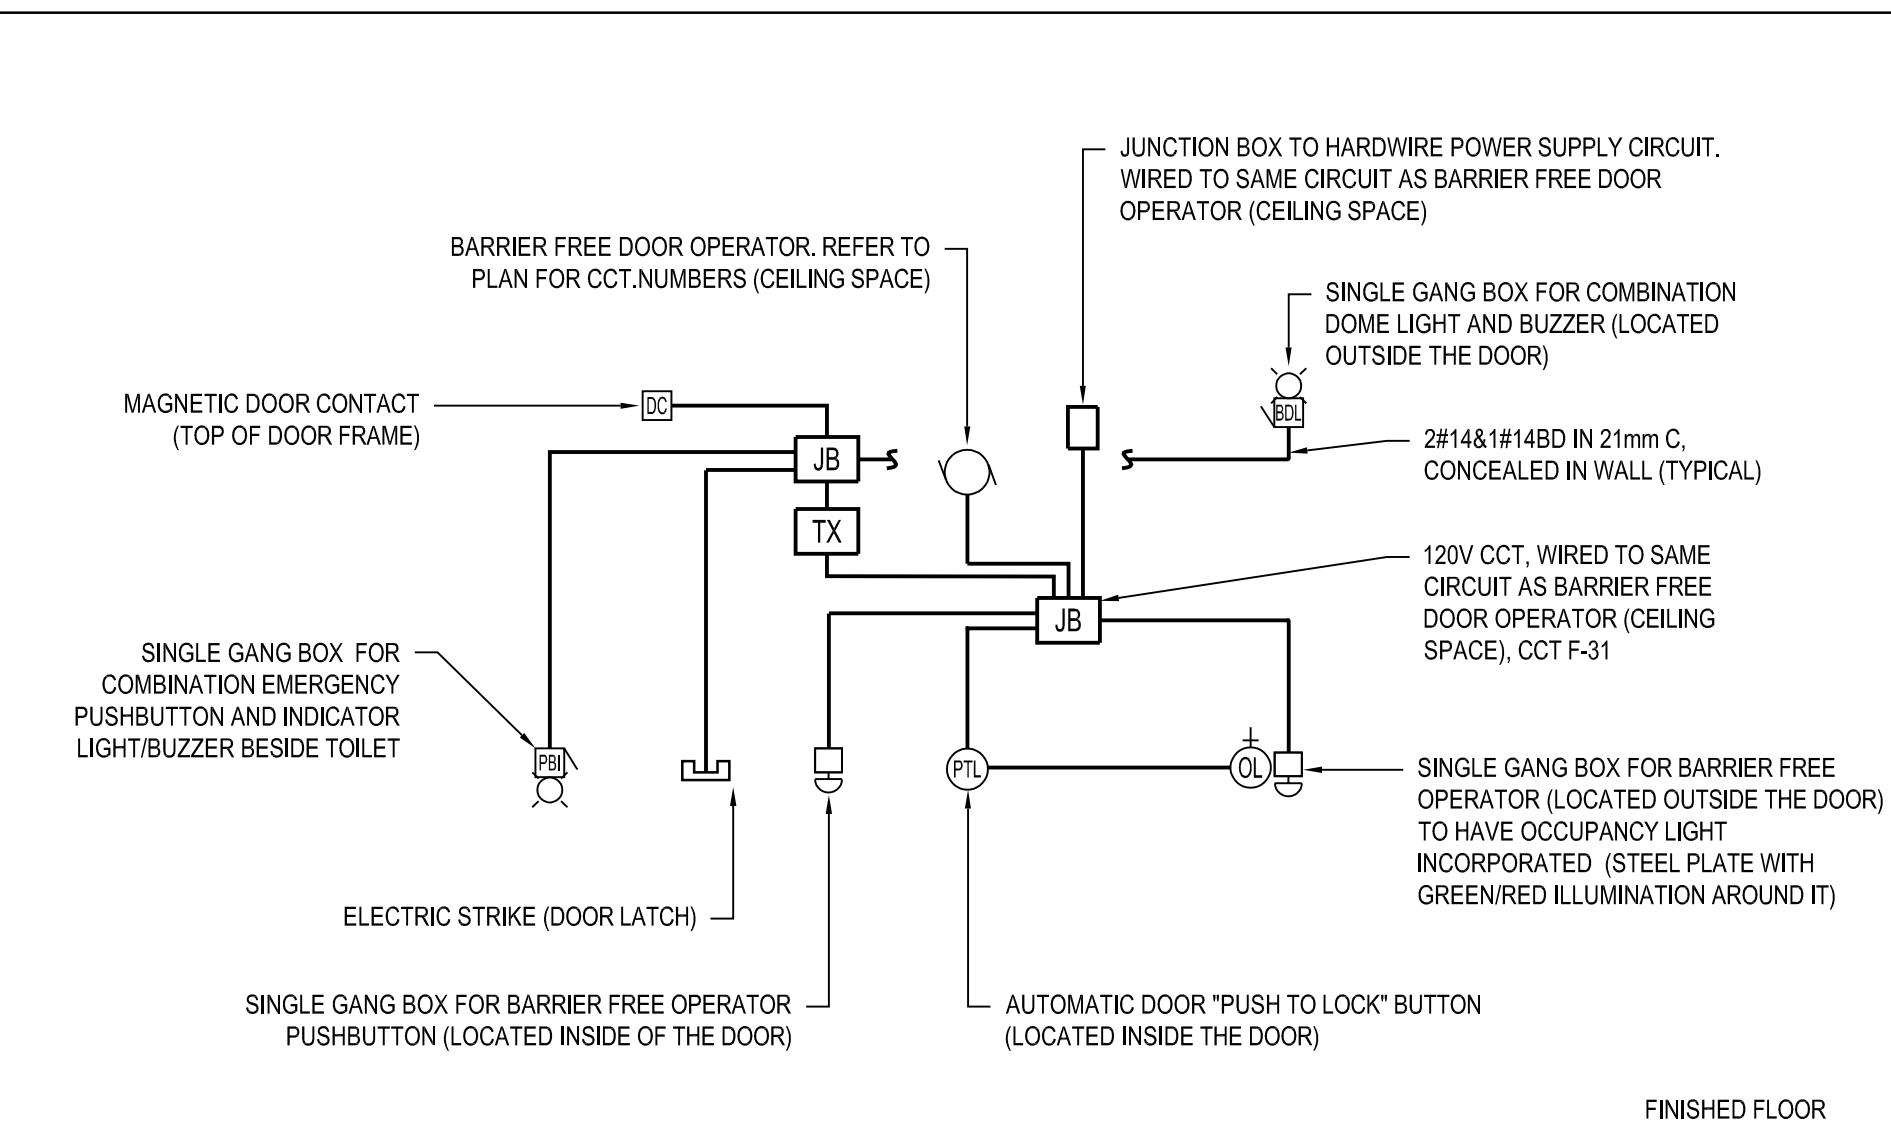 JUNCTION BOX TO HARDWIRE POWER SUPPLY CIRCUIT.
WIRED TO SAME CIRCUIT AS BARRIER FREE DOOR
OPERATOR (CEILING SPACE)
BARRIER FREE DOOR OPERATOR. REFER TO
PLAN FOR CCT.NUMBERS (CEILING SPACE)
SINGLE GANG BOX FOR COMBINATION
DOME LIGHT AND BUZZER (LOCATED
OUTSIDE THE DOOR)
MAGNETIC DOOR CONTACT
(TOP OF DOOR FRAME)
DC
BDL
JB
2#14&1#14BD IN 21mm C,
CONCEALED IN WALL (TYPICAL)
TX
120V CCT, WIRED TO SAME
CIRCUIT AS BARRIER FREE
DOOR OPERATOR (CEILING
SPACE), CCT F-31
JB
SINGLE GANG BOX FOR
COMBINATION EMERGENCY
PUSHBUTTON AND INDICATOR
LIGHT/BUZZER BESIDE TOILET
PBI
PTL
OL
SINGLE GANG BOX FOR BARRIER FREE
OPERATOR (LOCATED OUTSIDE THE DOOR)
TO HAVE OCCUPANCY LIGHT
INCORPORATED (STEEL PLATE WITH
GREEN/RED ILLUMINATION AROUND IT)
ELECTRIC STRIKE (DOOR LATCH)
SINGLE GANG BOX FOR BARRIER FREE OPERATOR
PUSHBUTTON (LOCATED INSIDE OF THE DOOR)
AUTOMATIC DOOR "PUSH TO LOCK" BUTTON
(LOCATED INSIDE THE DOOR)
FINISHED FLOOR